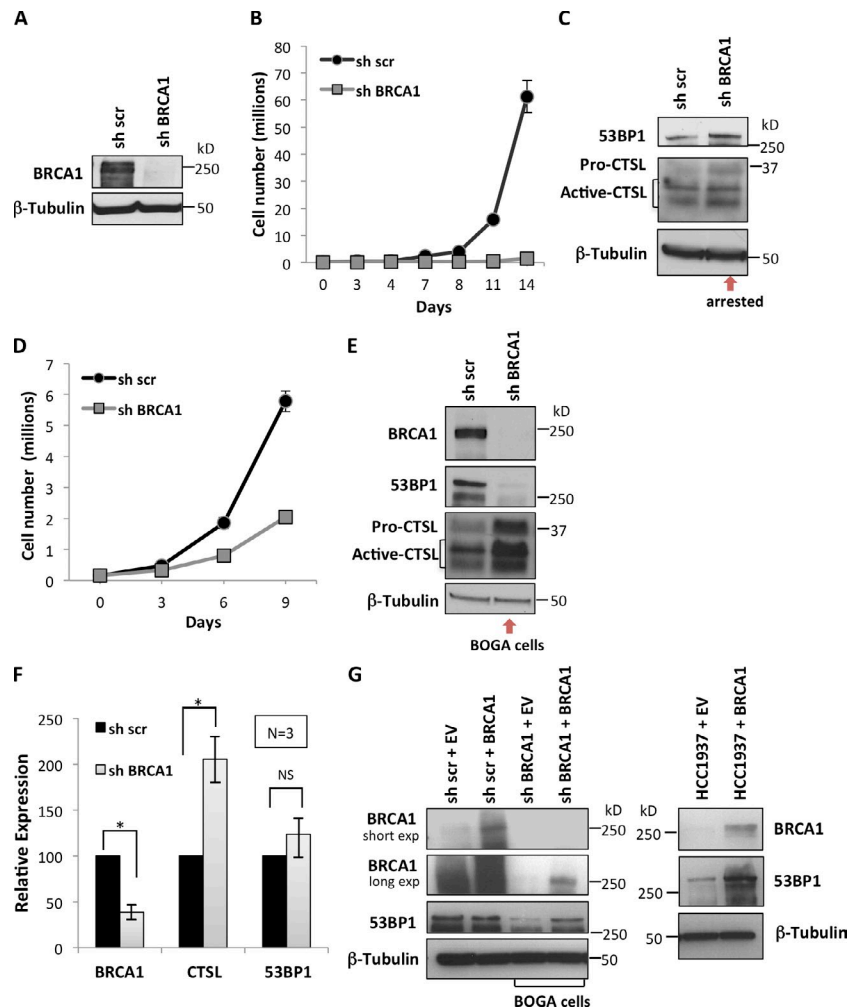 A
sh scr
sh BRCA1
kD
BRCA1
250
β-Tubulin
50
B
Cell number (millions)
80
70
60
50
40
30
20
10
0
sh scr
sh BRCA1
0 3 4 7 8 11 14
Days
C
sh scr
sh BRCA1
kD
53BP1
250
Pro-CTSL
37
Active-CTSL
β-Tubulin
50
arrested
D
Cell number (millions)
7
6
5
4
3
2
1
0
sh scr
sh BRCA1
0 3 6 9
Days
E
sh scr
sh BRCA1
kD
BRCA1
250
53BP1
250
Pro-CTSL
37
Active-CTSL
β-Tubulin
50
BOGA cells
F
Relative Expression
250
200
150
100
50
0
sh scr
sh BRCA1
*
*
N=3
NS
BRCA1 CTSL 53BP1
G
sh scr + EV
sh scr + BRCA1
sh BRCA1 + EV
sh BRCA1 + BRCA1
kD
BRCA1
short exp
250
BRCA1
long exp
250
53BP1
250
β-Tubulin
50
BOGA cells
HCC1937 + EV
HCC1937 + BRCA1
kD
250
BRCA1
250
53BP1
50
β-Tubulin